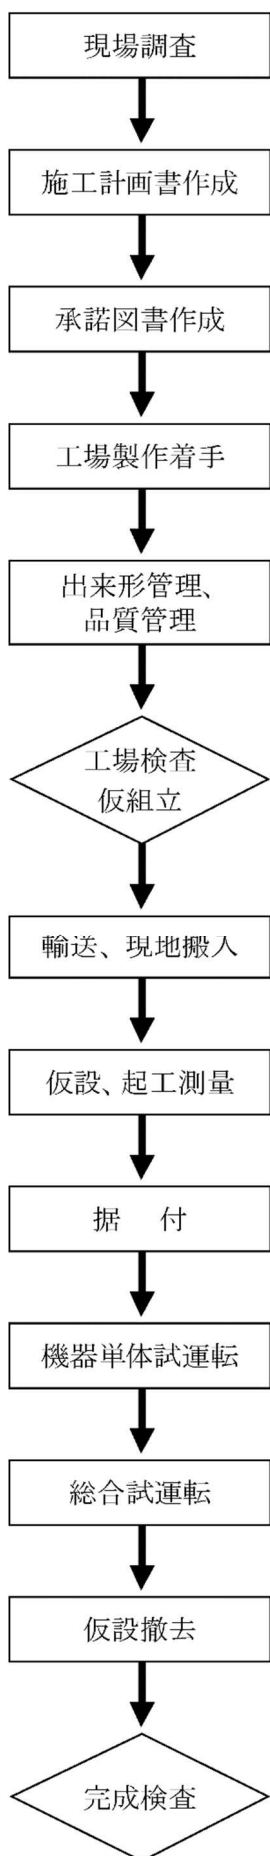 現場調査
施工計画書作成
承諾図書作成
工場製作着手
出来形管理、
品質管理
工場検査
仮組立
輸送、現地搬入
仮設、起工測量
据　付
機器単体試運転
総合試運転
仮設撤去
完成検査